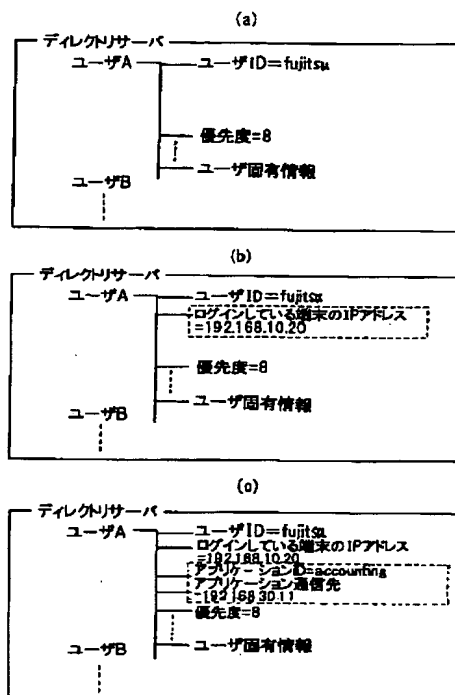 (a)
ディレクトリサーバ
ユーザA
ユーザID=fujitsu
優先度=8
ユーザ固有情報
ユーザB
(b)
ディレクトリサーバ
ユーザA
ユーザID=fujitsu
ログインしている端末のIPアドレス
=192.168.10.20
優先度=8
ユーザ固有情報
ユーザB
(c)
ディレクトリサーバ
ユーザA
ユーザID=fujitsu
ログインしている端末のIPアドレス
=192.168.10.20
アプリケーションID=accounting
アプリケーション通信先
=192.168.30.11
優先度=8
ユーザ固有情報
ユーザB